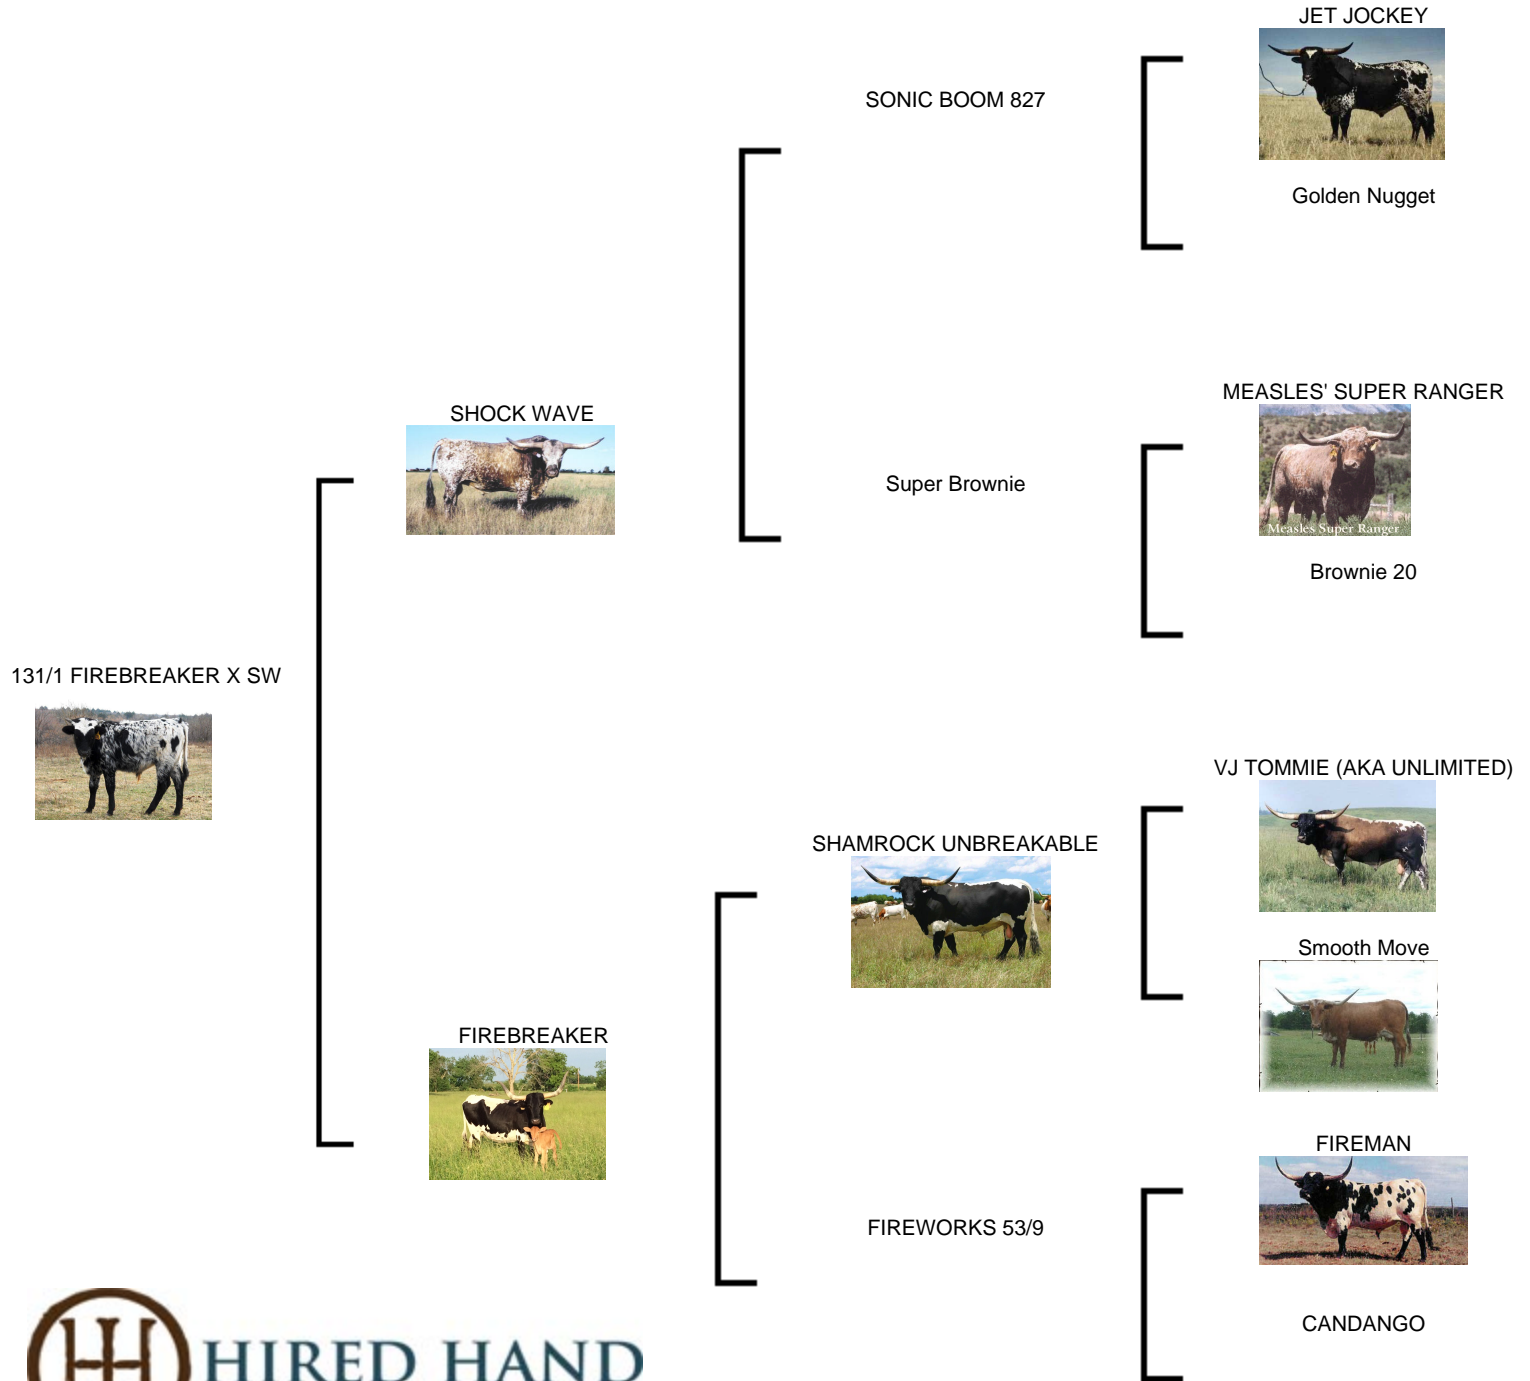 JET JOCKEY
SONIC BOOM 827
Golden Nugget
SHOCK WAVE
MEASLES' SUPER RANGER
Measles Super Ranger
Super Brownie
Brownie 20
131/1 FIREBREAKER X SW
VJ TOMMIE (AKA UNLIMITED)
SHAMROCK UNBREAKABLE
Smooth Move
FIREBREAKER
FIREMAN
FIREWORKS 53/9
CANDANGO
HIRED HAND